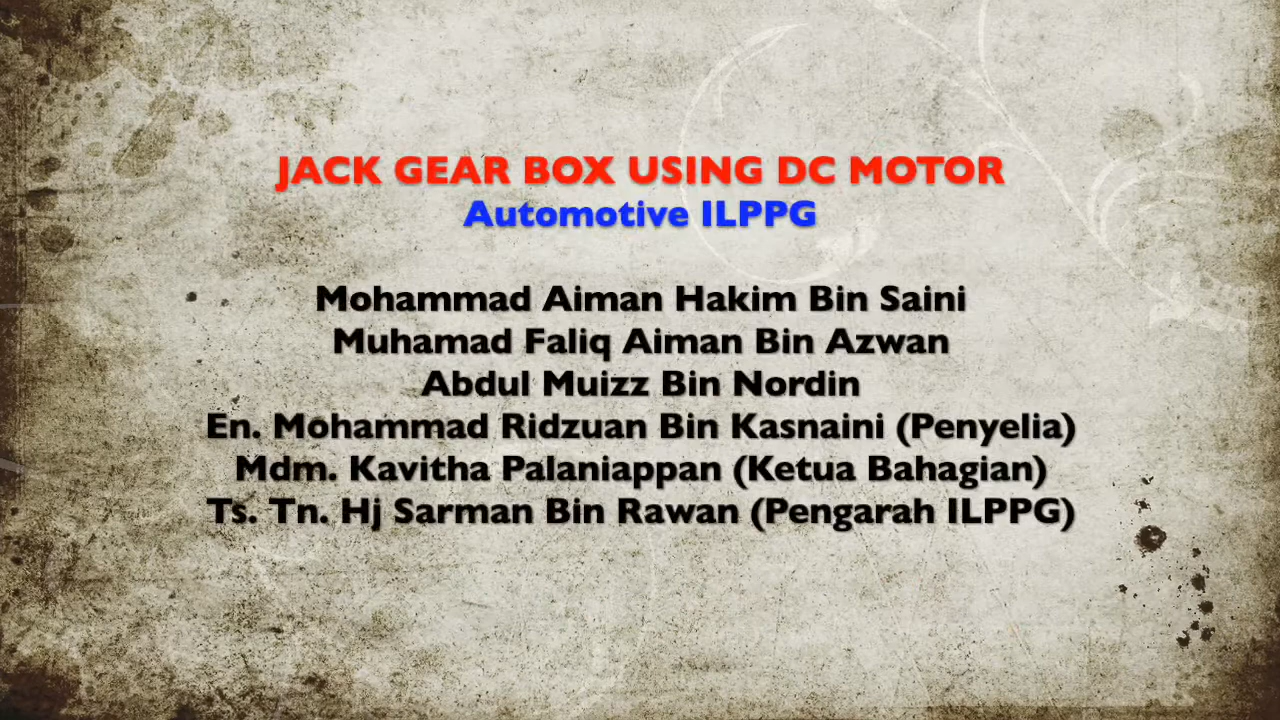 JACK GEAR BOX USING DC MOTOR
Automotive ILPPG
Mohammad Aiman Hakim Bin Saini
Muhamad Faliq Aiman Bin Azwan
Abdul Muizz Bin Nordin
En. Mohammad Ridzuan Bin Kasnaini (Penyelia)
Mdm. Kavitha Palaniappan (Ketua Bahagian)
Ts. Tn. Hj Sarman Bin Rawan (Pengarah ILPPG)